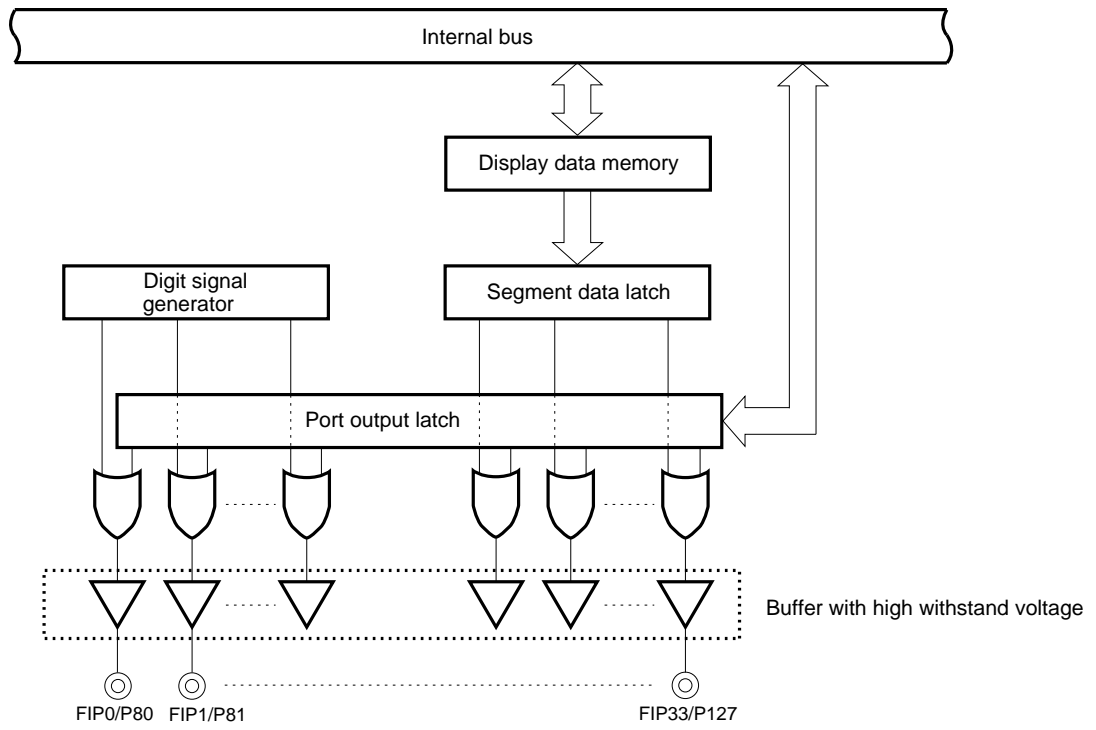 Internal bus
Display data memory
Digit signal
generator
Segment data latch
Port output latch
Buffer with high withstand voltage
FIP0/P80
FIP1/P81
FIP33/P127